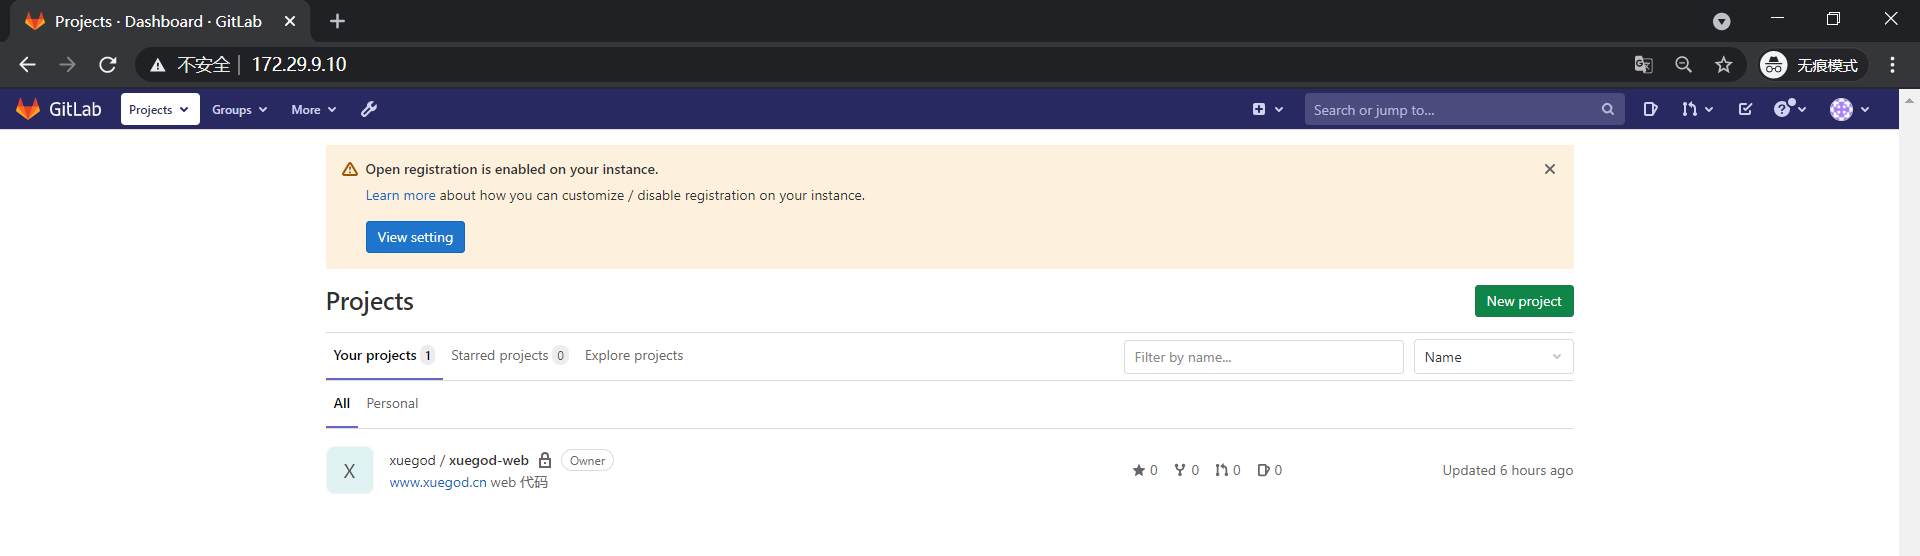 Projects · Dashboard · GitLab
不安全 172.29.9.10 无痕模式
GitLab Projects Groups More Search or jump to...
Open registration is enabled on your instance.
Learn more about how you can customize / disable registration on your instance.
View setting
Projects New project
Your projects 1 Starred projects 0 Explore projects Filter by name... Name
All Personal
X xuegod / xuegod-web Owner
www.xuegod.cn web 代码
0 0 0 0 Updated 6 hours ago